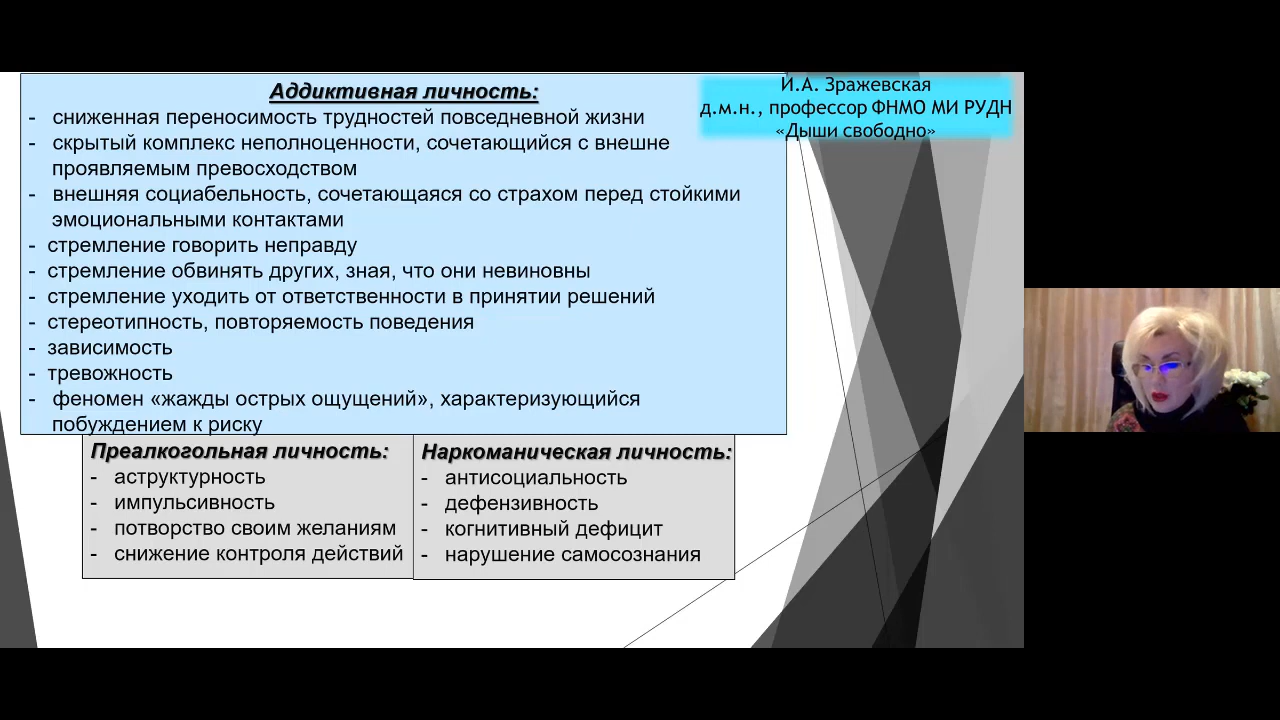 Аддиктивная личность:
- сниженная переносимость трудностей повседневной жизни
- скрытый комплекс неполноценности, сочетающийся с внешне
проявляемым превосходством
- внешняя социабельность, сочетающаяся со страхом перед стойкими
эмоциональными контактами
- стремление говорить неправду
- стремление обвинять других, зная, что они невиновны
- стремление уходить от ответственности в принятии решений
- стереотипность, повторяемость поведения
- зависимость
- тревожность
- феномен «жажды острых ощущений», характеризующийся
побуждением к риску
И.А. Зражевская
д.м.н., профессор ФНМО МИ РУДН
«Дыши свободно»
Преалкогольная личность:
- аструктурность
- импульсивность
- потворство своим желаниям
- снижение контроля действий
Наркоманическая личность:
- антисоциальность
- дефензивность
- когнитивный дефицит
- нарушение самосознания